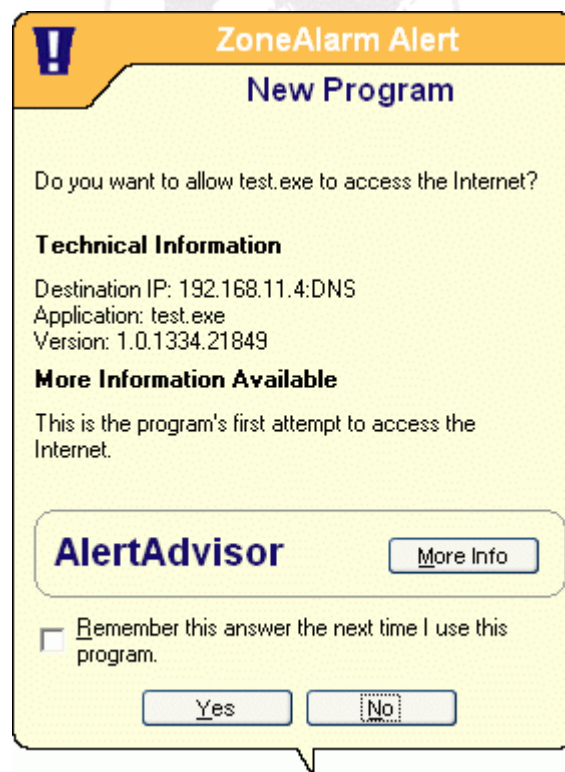 ZoneAlarm Alert
New Program
Do you want to allow test.exe to access the Internet?
Technical Information
Destination IP: 192.168.11.4:DNS
Application: test.exe
Version: 1.0.1334.21849
More Information Available
This is the program's first attempt to access the
Internet.
AlertAdvisor
More Info
Remember this answer the next time I use this
program.
Yes
No